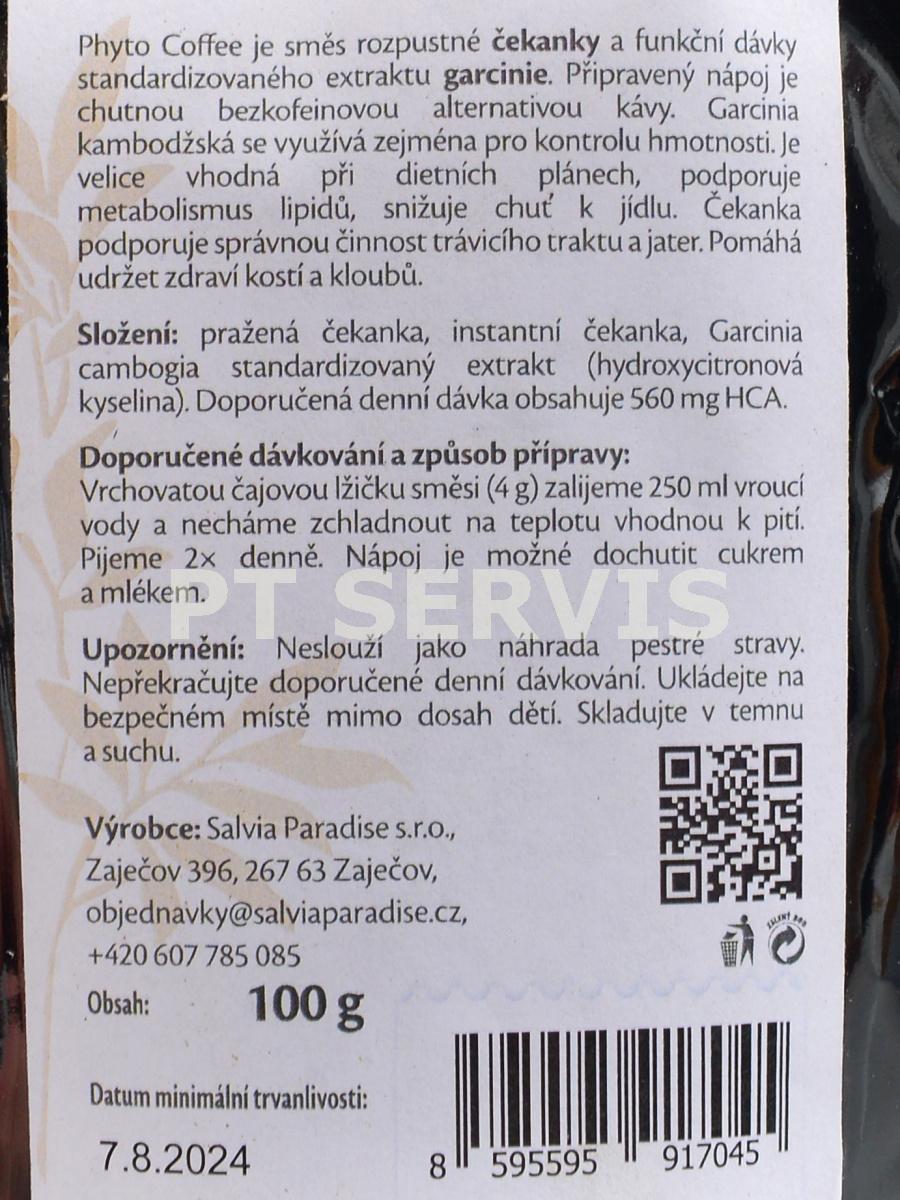 Phyto Coffee je směs rozpustné čekanky a funkční dávky
standardizovaného extraktu garcinie. Připravený nápoj je
chutnou bezkofeinovou alternativou kávy. Garcinia
kambodžská se využívá zejména pro kontrolu hmotnosti. Je
velice vhodná při dietních plánech, podporuje
metabolismus lipidů, snižuje chuť k jídlu. Čekanka
podporuje správnou činnost trávicího traktu a jater. Pomáhá
udržet zdraví kostí a kloubů.
Složení: pražená čekanka, instantní čekanka, Garcinia
cambogia standardizovaný extrakt (hydroxycitronová
kyselina). Doporučená denní dávka obsahuje 560 mg HCA.
Doporučené dávkování a způsob přípravy:
Vrchovatou čajovou lžičku směsi (4 g) zalijeme 250 ml vroucí
vody a necháme zchladnout na teplotu vhodnou k pití.
Pijeme 2x denně. Nápoj je možné dochutit cukrem
a mlékem.
PT SERVIS
Upozornění: Neslouží jako náhrada pestré stravy.
Nepřekračujte doporučené denní dávkování. Ukládejte na
bezpečném místě mimo dosah dětí. Skladujte v temnu
a suchu.
Výrobce: Salvia Paradise s.r.o.,
Zaječov 396, 267 63 Zaječov,
objednavky@salviaparadise.cz,
+420 607 785 085
ZELENÝ BOD
Obsah: 100 g
Datum minimální trvanlivosti:
7.8.2024
8 595595 917045